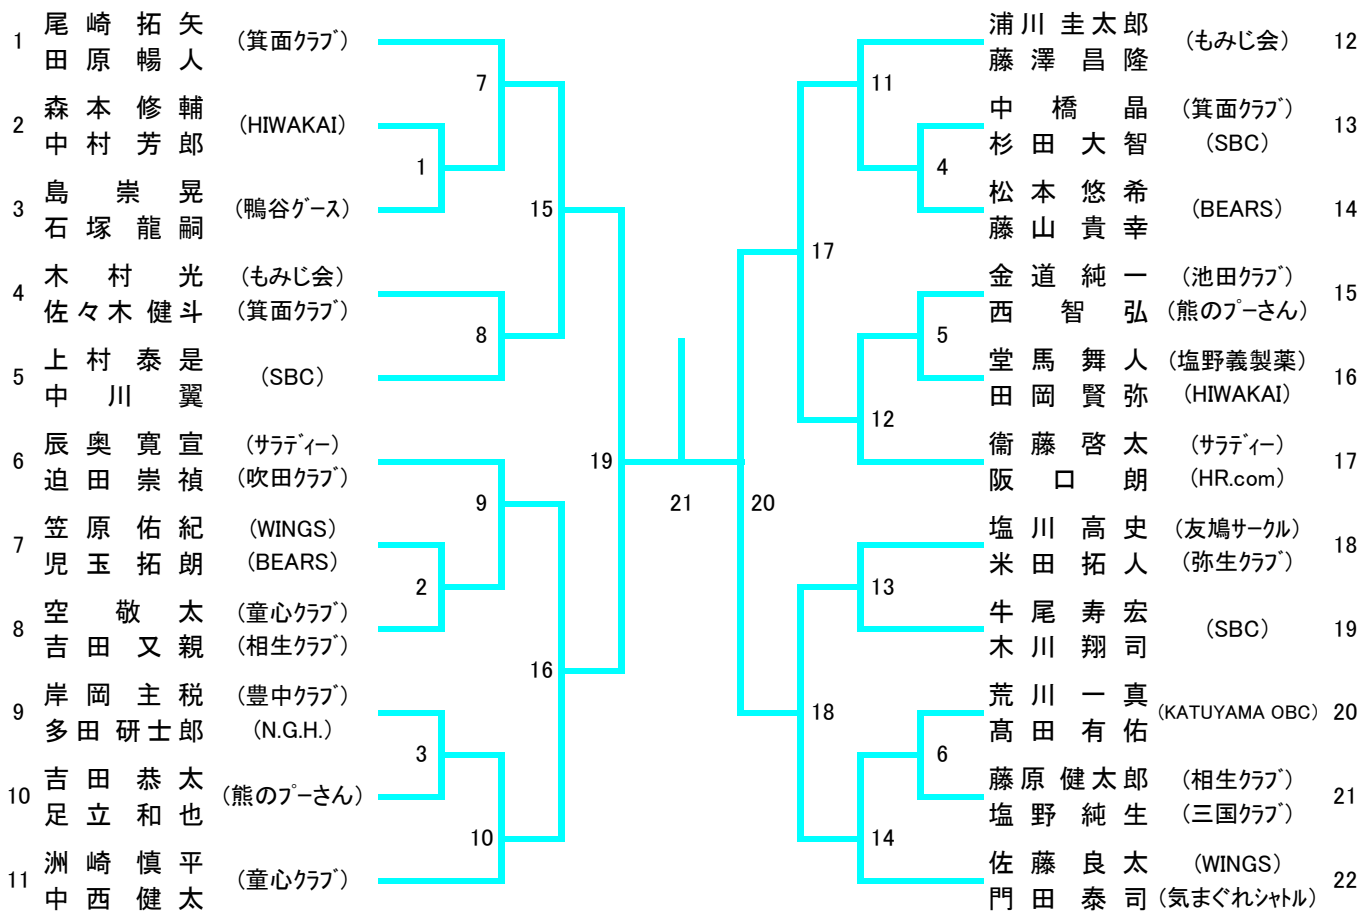 1 尾崎拓矢 田原暢人 (箕面ｸﾗﾌﾞ)
2 森本修輔 中村芳郎 (HIWAKAI)
3 島崇晃 石塚龍嗣 (鴨谷ｸﾞｰｽ)
4 木村光 (もみじ会) 佐々木健斗 (箕面ｸﾗﾌﾞ)
5 上村泰是 中川翼 (SBC)
6 辰奥寛宣 (ｻﾗﾃﾞｨｰ) 迫田崇禎 (吹田ｸﾗﾌﾞ)
7 笠原佑紀 (WINGS) 児玉拓朗 (BEARS)
8 空敬太 (童心ｸﾗﾌﾞ) 吉田又親 (相生ｸﾗﾌﾞ)
9 岸岡主税 (豊中ｸﾗﾌﾞ) 多田研士郎 (N.G.H.)
10 吉田恭太 足立和也 (熊のﾌﾟｰさん)
11 洲崎慎平 中西健太 (童心ｸﾗﾌﾞ)
7
1
15
8
19
9
2
16
3
10
21
20
11
4
17
5
12
13
18
6
14
浦川圭太郎 藤澤昌隆 (もみじ会) 12
中橋晶 (箕面ｸﾗﾌﾞ) 杉田大智 (SBC) 13
松本悠希 藤山貴幸 (BEARS) 14
金道純一 (池田ｸﾗﾌﾞ) 西智弘 (熊のﾌﾟｰさん) 15
堂馬舞人 (塩野義製薬) 田岡賢弥 (HIWAKAI) 16
衞藤啓太 (ｻﾗﾃﾞｨｰ) 阪口朗 (HR.com) 17
塩川高史 (友鳩ｻｰｸﾙ) 米田拓人 (弥生ｸﾗﾌﾞ) 18
牛尾寿宏 木川翔司 (SBC) 19
荒川一真 髙田有佑 (KATUYAMA OBC) 20
藤原健太郎 (相生ｸﾗﾌﾞ) 塩野純生 (三国ｸﾗﾌﾞ) 21
佐藤良太 (WINGS) 門田泰司 (気まぐれｼｬﾄﾙ) 22